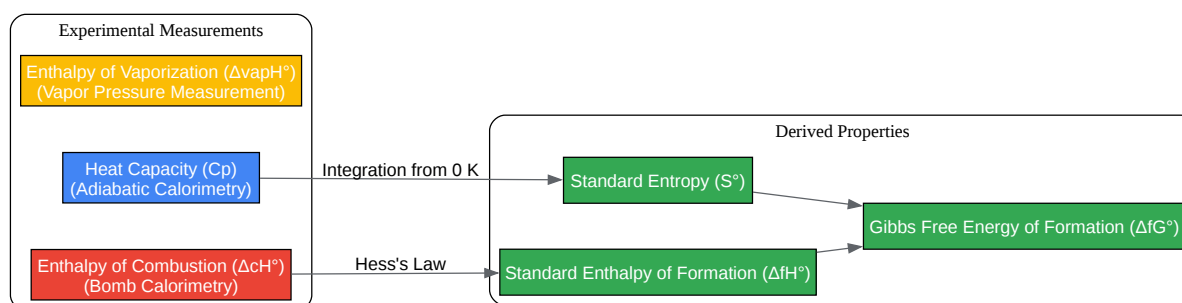 Experimental Measurements
Enthalpy of Vaporization (ΔvapH°)
(Vapor Pressure Measurement)
Heat Capacity (Cp)
(Adiabatic Calorimetry)
Enthalpy of Combustion (ΔcH°)
(Bomb Calorimetry)
Integration from 0 K
Hess's Law
Derived Properties
Standard Entropy (S°)
Standard Enthalpy of Formation (ΔfH°)
Gibbs Free Energy of Formation (ΔfG°)